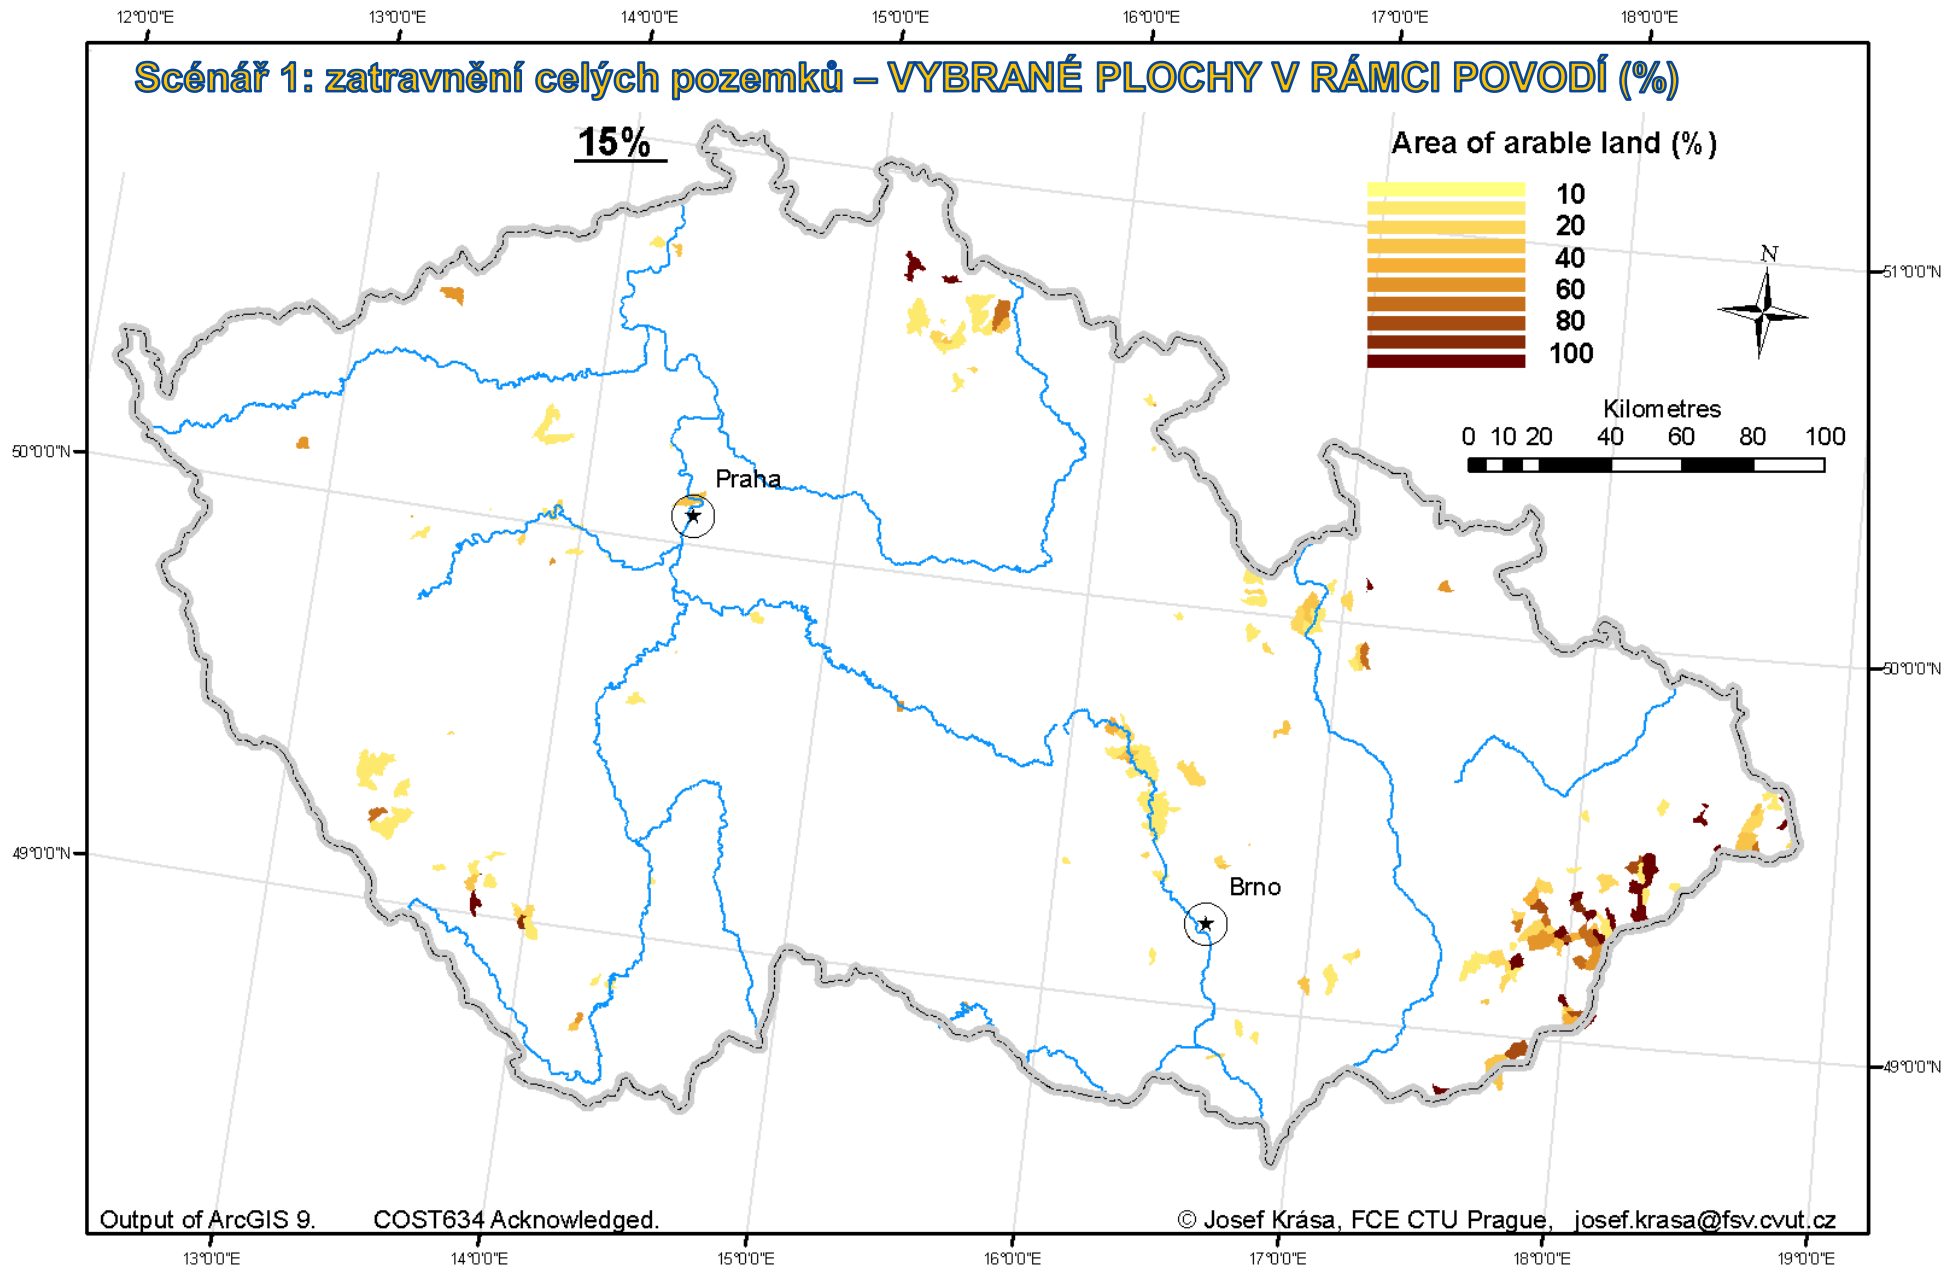 12°0'0"E 13°0'0"E 14°0'0"E 15°0'0"E 16°0'0"E 17°0'0"E 18°0'0"E
Scénář 1: zatravnění celých pozemků – VYBRANÉ PLOCHY V RÁMCI POVODÍ (%)
15%
Area of arable land (%)
10
20
40
60
80
100
N
51°0'0"N
Kilometres
0 10 20 40 60 80 100
50°0'0"N
Praha
50°0'0"N
49°0'0"N
Brno
49°0'0"N
Output of ArcGIS 9. COST634 Acknowledged. © Josef Krása, FCE CTU Prague, josef.krasa@fsv.cvut.cz
13°0'0"E 14°0'0"E 15°0'0"E 16°0'0"E 17°0'0"E 18°0'0"E 19°0'0"E